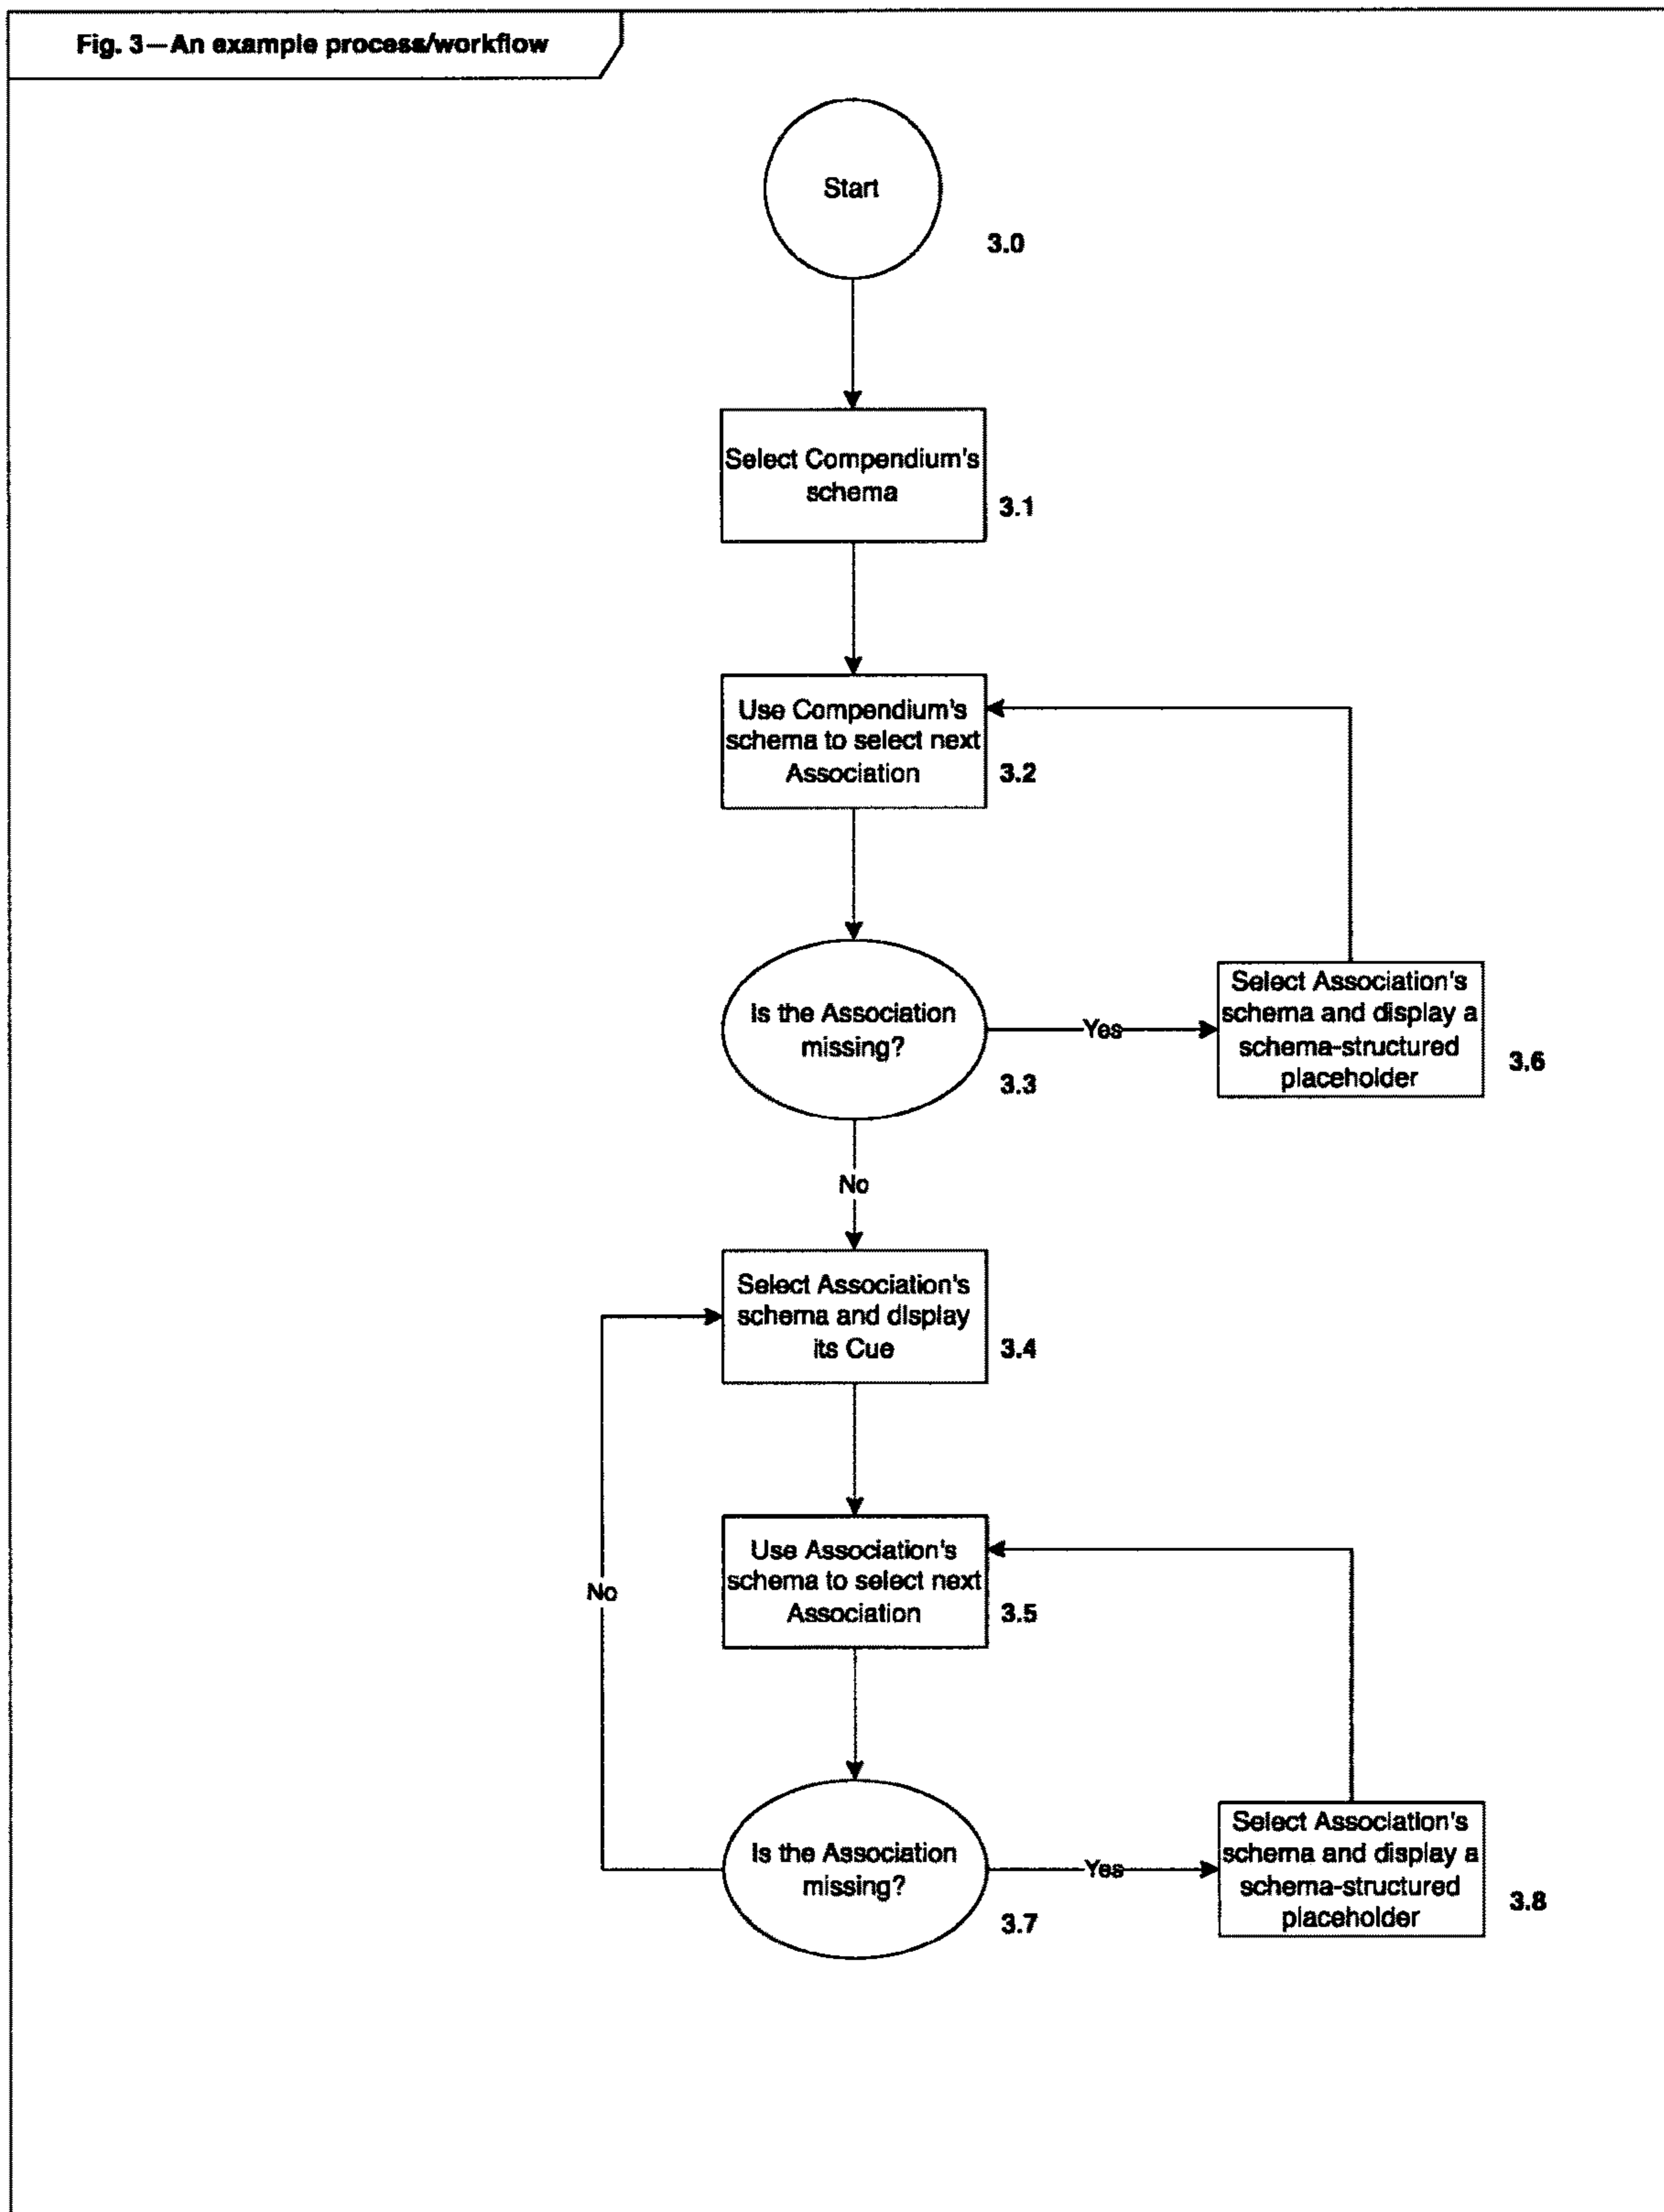 Fig. 3—An example process/workflow
Start
3.0
Select Compendium's
schema
3.1
Use Compendium's
schema to select next
Association
3.2
Is the Association
missing?
3.3
Yes
Select Association's
schema and display a
schema-structured
placeholder
3.6
No
Select Association's
schema and display
its Cue
3.4
Use Association's
schema to select next
Association
3.5
No
Is the Association
missing?
3.7
Yes
Select Association's
schema and display a
schema-structured
placeholder
3.8